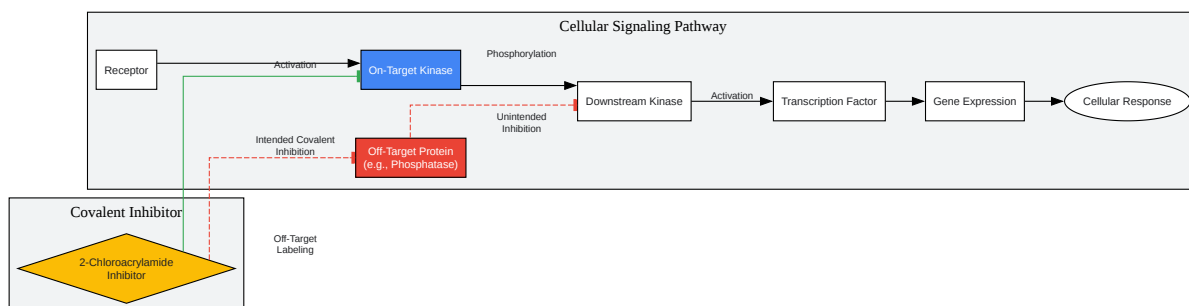 Cellular Signaling Pathway
Receptor
Activation
On-Target Kinase
Phosphorylation
Downstream Kinase
Activation
Transcription Factor
Gene Expression
Cellular Response
Unintended
Inhibition
Intended Covalent
Inhibition
Off-Target Protein
(e.g., Phosphatase)
Covalent Inhibitor
2-Chloroacrylamide
Inhibitor
Off-Target
Labeling